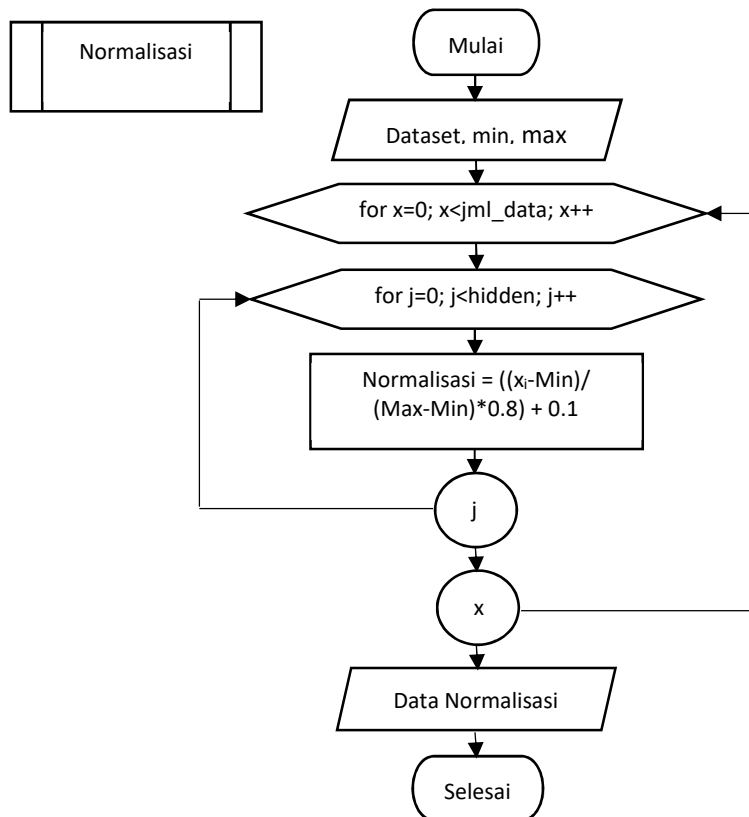 Normalisasi
Mulai
Dataset, min, max
for x=0; x<jml_data; x++
for j=0; j<hidden; j++
Normalisasi = ((xᵢ-Min)/
(Max-Min)*0.8) + 0.1
j
x
Data Normalisasi
Selesai